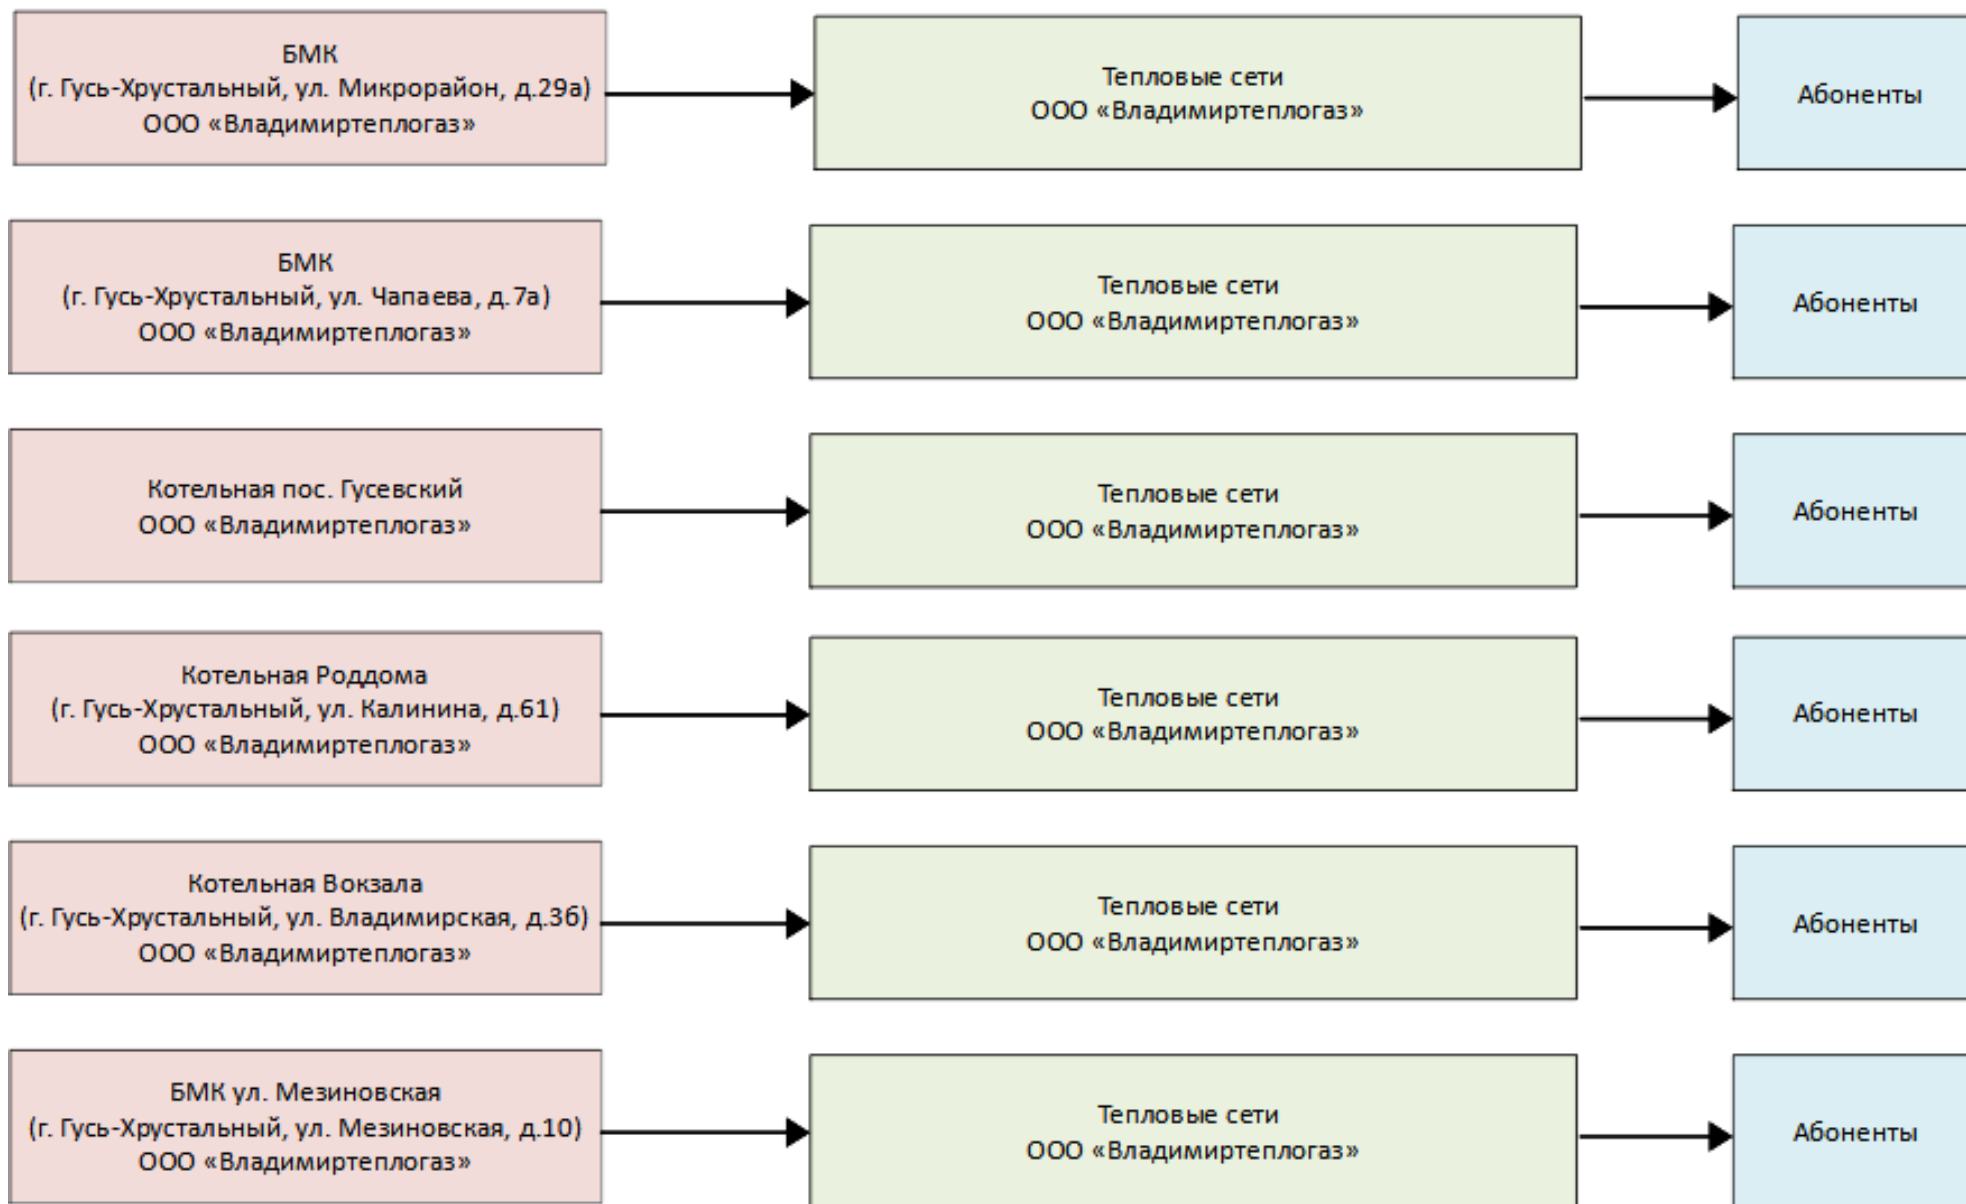 БМК
(г. Гусь-Хрустальный, ул. Микрорайон, д.29а)
ООО «Владимиртеплогаз»
Тепловые сети
ООО «Владимиртеплогаз»
Абоненты
БМК
(г. Гусь-Хрустальный, ул. Чапаева, д.7а)
ООО «Владимиртеплогаз»
Тепловые сети
ООО «Владимиртеплогаз»
Абоненты
Котельная пос. Гусевский
ООО «Владимиртеплогаз»
Тепловые сети
ООО «Владимиртеплогаз»
Абоненты
Котельная Роддома
(г. Гусь-Хрустальный, ул. Калинина, д.61)
ООО «Владимиртеплогаз»
Тепловые сети
ООО «Владимиртеплогаз»
Абоненты
Котельная Вокзала
(г. Гусь-Хрустальный, ул. Владимирская, д.3б)
ООО «Владимиртеплогаз»
Тепловые сети
ООО «Владимиртеплогаз»
Абоненты
БМК ул. Мезиновская
(г. Гусь-Хрустальный, ул. Мезиновская, д.10)
ООО «Владимиртеплогаз»
Тепловые сети
ООО «Владимиртеплогаз»
Абоненты